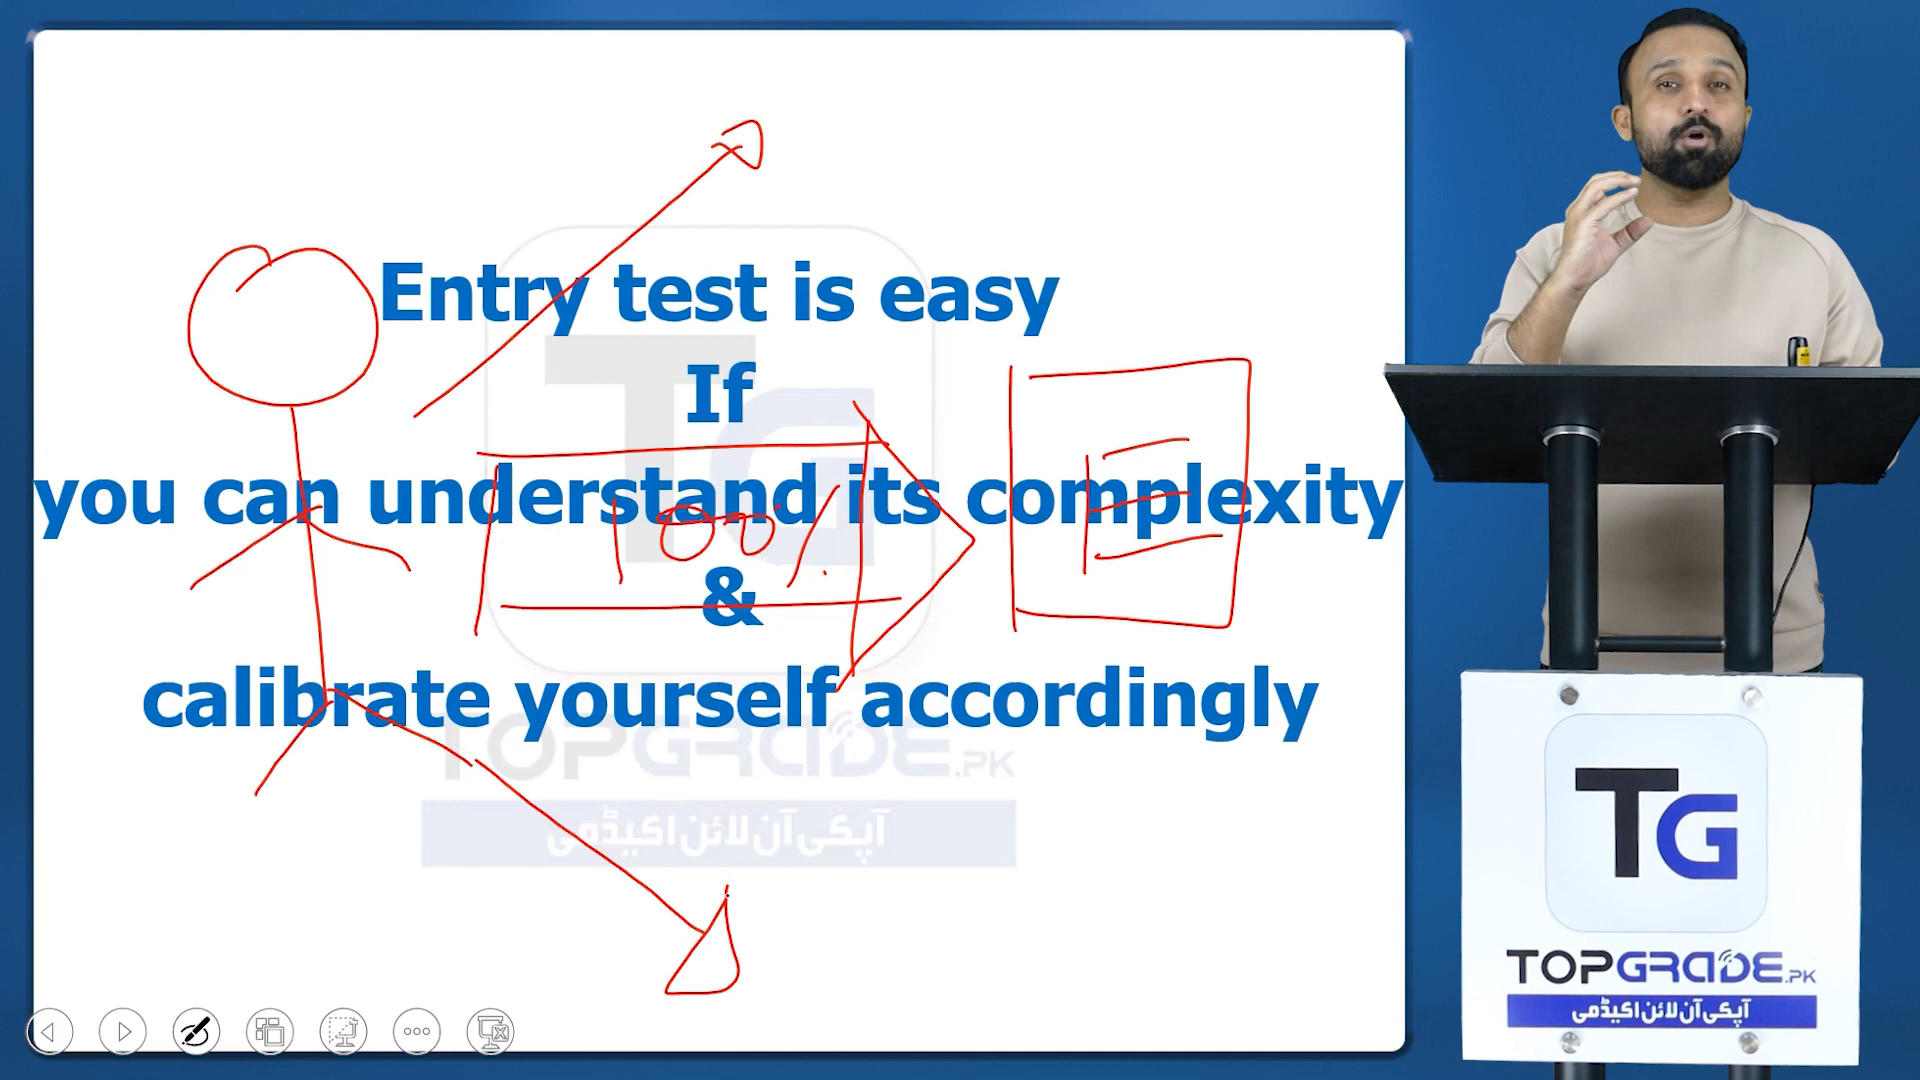 Entry test is easy
If
you can understand its complexity
100%
E
&
calibrate yourself accordingly
TOPGRADE.PK
آپکی آن لائن اکیڈمی
TG
TOPGRADE.PK
آپکی آن لائن اکیڈمی